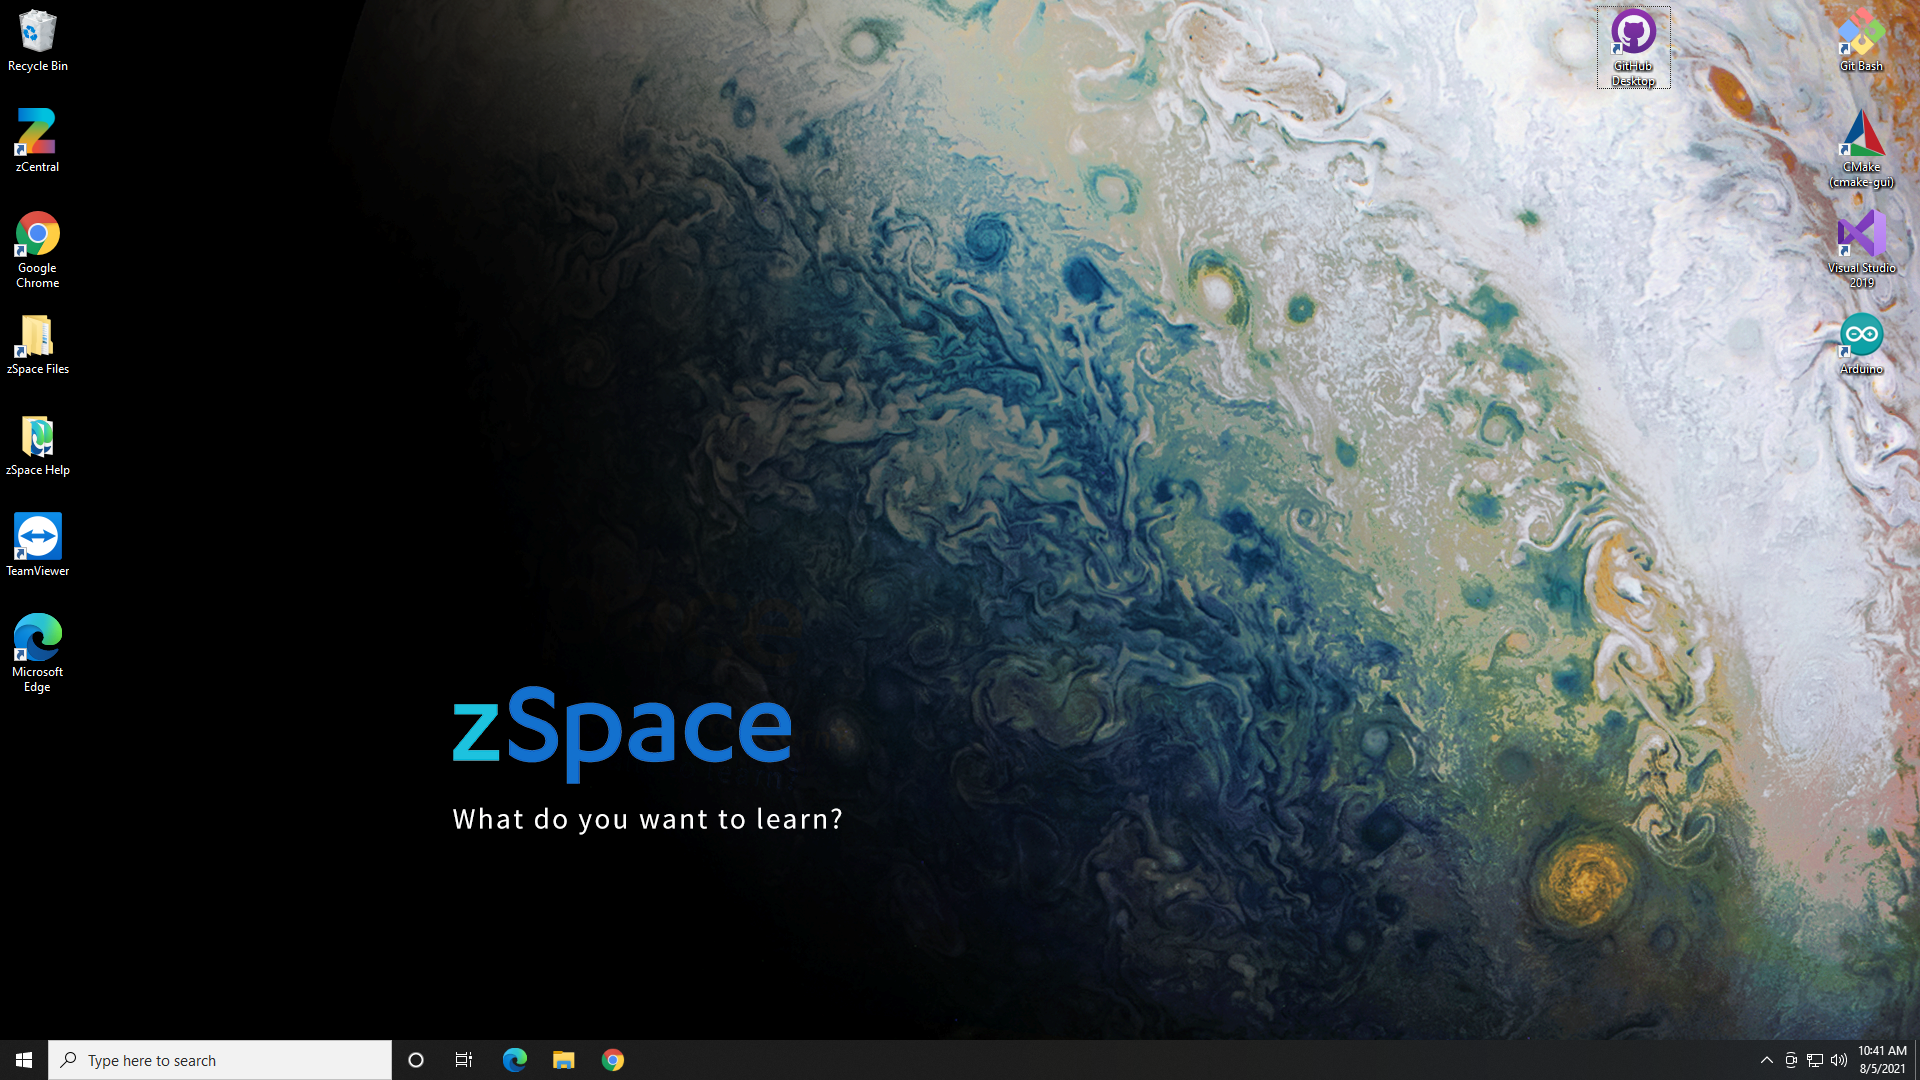 Recycle Bin
zCentral
Google
Chrome
zSpace Files
zSpace Help
TeamViewer
Microsoft
Edge
GitHub
Desktop
Git Bash
CMake
(cmake-gui)
Visual Studio
2019
Arduino
zSpace
What do you want to learn?
Type here to search
10:41 AM
8/5/2021